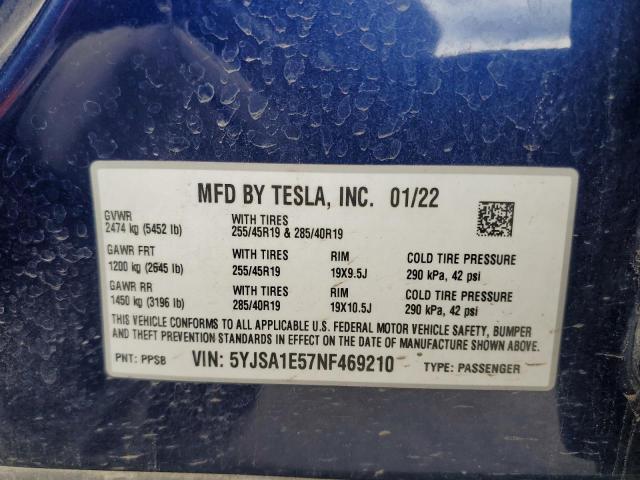 MFD BY TESLA, INC. 01/22
GVWR WITH TIRES
2474 kg (5452 lb) 255/45R19 & 285/40R19
GAWR FRT WITH TIRES RIM COLD TIRE PRESSURE
1200 kg (2645 lb) 255/45R19 19X9.5J 290 kPa, 42 psi
GAWR RR WITH TIRES RIM COLD TIRE PRESSURE
1450 kg (3196 lb) 285/40R19 19X10.5J 290 kPa, 42 psi
THIS VEHICLE CONFORMS TO ALL APPLICABLE U.S. FEDERAL MOTOR VEHICLE SAFETY, BUMPER
AND THEFT PREVENTION STANDARDS IN EFFECT ON THE DATE OF MANUFACTURE SHOWN ABOVE.
PNT: PPSB VIN: 5YJSA1E57NF469210 TYPE: PASSENGER